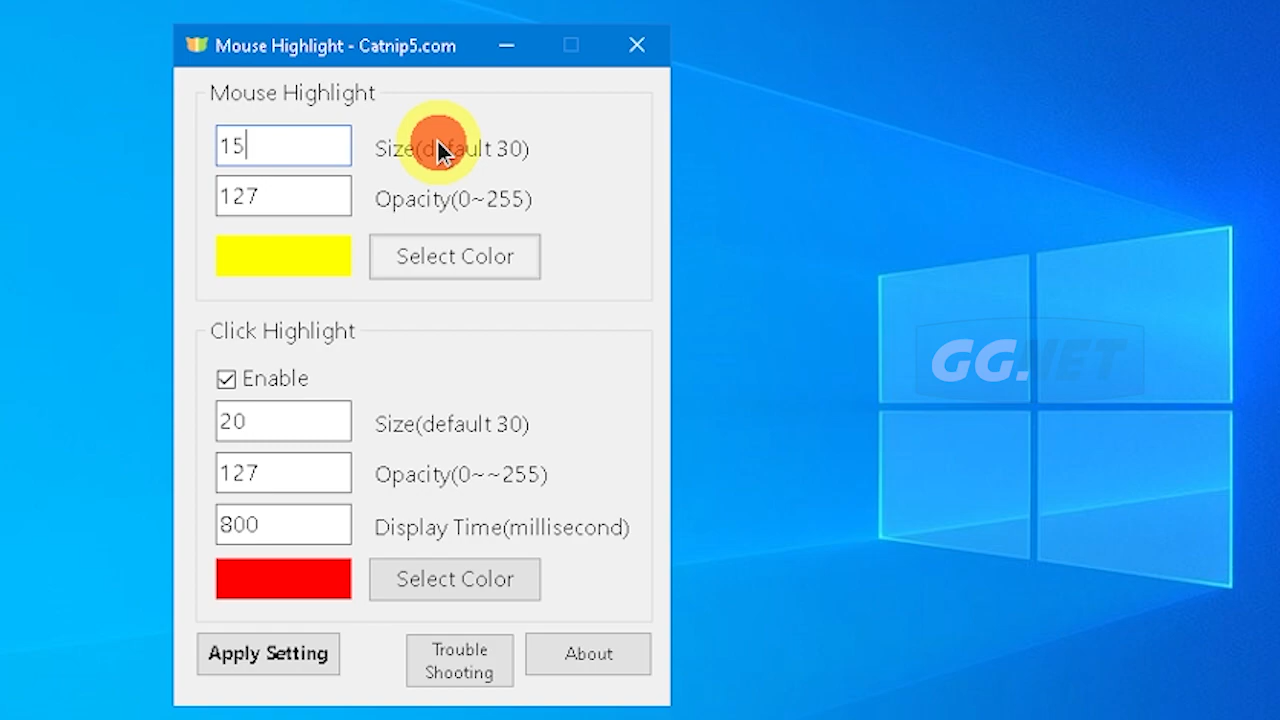 Mouse Highlight - Catnip5.com
Mouse Highlight
15
Size(default 30)
127
Opacity(0~255)
Select Color
Click Highlight
Enable
20
Size(default 30)
127
Opacity(0~~255)
800
Display Time(millisecond)
Select Color
Apply Setting
Trouble
Shooting
About
GG.NET